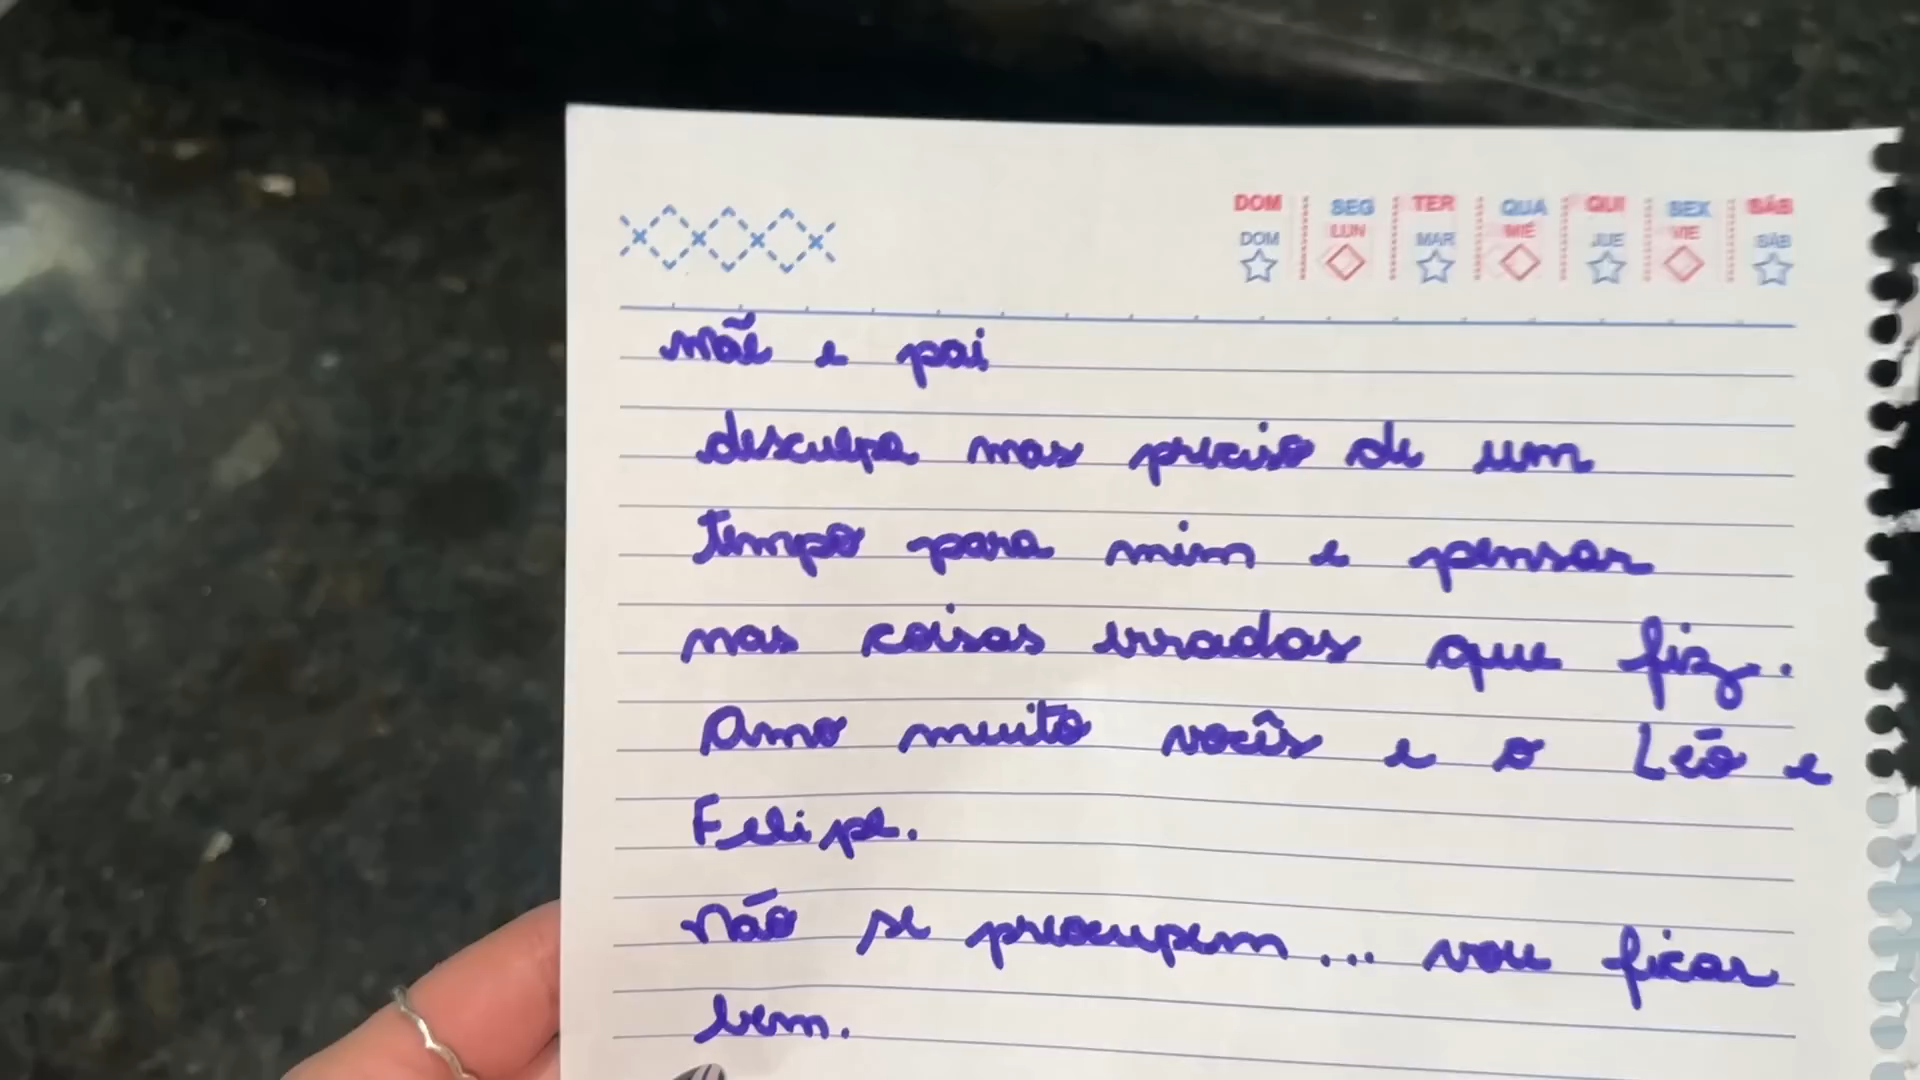 DOM SEG TER QUA QUI SEX SÁB
DOM LUN MAR MIÉ JUE VIE SÁB
mãe e pai
desculpa mas preciso de um
tempo para mim e pensar
nas coisas erradas que fiz.
Amo muito vocês e o Léo e
Felipe.
não se preocupem... vou ficar
bem.